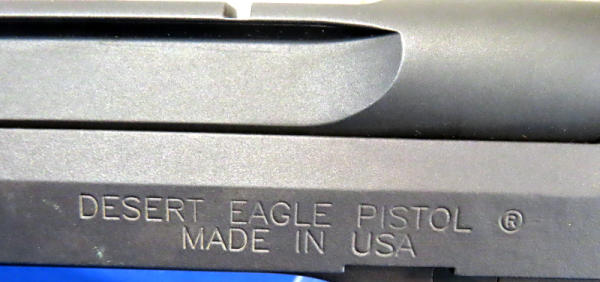 DESERT EAGLE PISTOL ®
MADE IN USA